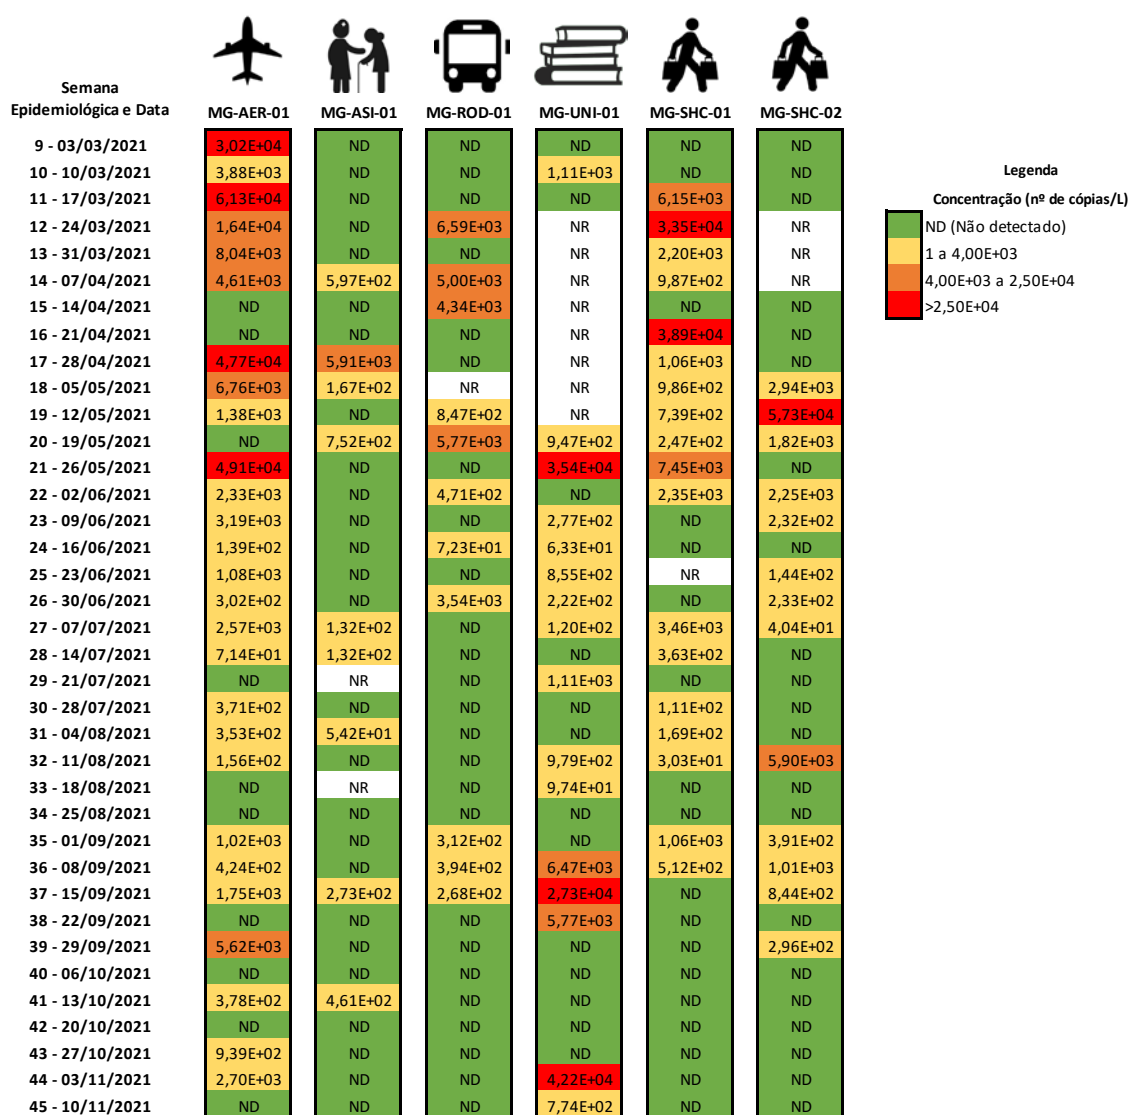 Semana
Epidemiológica e Data MG-AER-01 MG-ASI-01 MG-ROD-01 MG-UNI-01 MG-SHC-01 MG-SHC-02
9 - 03/03/2021 3,02E+04 ND ND ND ND ND
10 - 10/03/2021 3,88E+03 ND ND 1,11E+03 ND ND
11 - 17/03/2021 6,13E+04 ND ND ND 6,15E+03 ND
12 - 24/03/2021 1,64E+04 ND 6,59E+03 NR 3,35E+04 NR
13 - 31/03/2021 8,04E+03 ND ND NR 2,20E+03 NR
14 - 07/04/2021 4,61E+03 5,97E+02 5,00E+03 NR 9,87E+02 NR
15 - 14/04/2021 ND ND 4,34E+03 NR ND ND
16 - 21/04/2021 ND ND ND NR 3,89E+04 ND
17 - 28/04/2021 4,77E+04 5,91E+03 ND NR 1,06E+03 ND
18 - 05/05/2021 6,76E+03 1,67E+02 NR NR 9,86E+02 2,94E+03
19 - 12/05/2021 1,38E+03 ND 8,47E+02 NR 7,39E+02 5,73E+04
20 - 19/05/2021 ND 7,52E+02 5,77E+03 9,47E+02 2,47E+02 1,82E+03
21 - 26/05/2021 4,91E+04 ND ND 3,54E+04 7,45E+03 ND
22 - 02/06/2021 2,33E+03 ND 4,71E+02 ND 2,35E+03 2,25E+03
23 - 09/06/2021 3,19E+03 ND ND 2,77E+02 ND 2,32E+02
24 - 16/06/2021 1,39E+02 ND 7,23E+01 6,33E+01 ND ND
25 - 23/06/2021 1,08E+03 ND ND 8,55E+02 NR 1,44E+02
26 - 30/06/2021 3,02E+02 ND 3,54E+03 2,22E+02 ND 2,33E+02
27 - 07/07/2021 2,57E+03 1,32E+02 ND 1,20E+02 3,46E+03 4,04E+01
28 - 14/07/2021 7,14E+01 1,32E+02 ND ND 3,63E+02 ND
29 - 21/07/2021 ND NR ND 1,11E+03 ND ND
30 - 28/07/2021 3,71E+02 ND ND ND 1,11E+02 ND
31 - 04/08/2021 3,53E+02 5,42E+01 ND ND 1,69E+02 ND
32 - 11/08/2021 1,56E+02 ND ND 9,79E+02 3,03E+01 5,90E+03
33 - 18/08/2021 ND NR ND 9,74E+01 ND ND
34 - 25/08/2021 ND ND ND ND ND ND
35 - 01/09/2021 1,02E+03 ND 3,12E+02 ND 1,06E+03 3,91E+02
36 - 08/09/2021 4,24E+02 ND 3,94E+02 6,47E+03 5,12E+02 1,01E+03
37 - 15/09/2021 1,75E+03 2,73E+02 2,68E+02 2,73E+04 ND 8,44E+02
38 - 22/09/2021 ND ND ND 5,77E+03 ND ND
39 - 29/09/2021 5,62E+03 ND ND ND ND 2,96E+02
40 - 06/10/2021 ND ND ND ND ND ND
41 - 13/10/2021 3,78E+02 4,61E+02 ND ND ND ND
42 - 20/10/2021 ND ND ND ND ND ND
43 - 27/10/2021 9,39E+02 ND ND ND ND ND
44 - 03/11/2021 2,70E+03 ND ND 4,22E+04 ND ND
45 - 10/11/2021 ND ND ND 7,74E+02 ND ND
Legenda
Concentração (nº de cópias/L)
ND (Não detectado)
1 a 4,00E+03
4,00E+03 a 2,50E+04
>2,50E+04